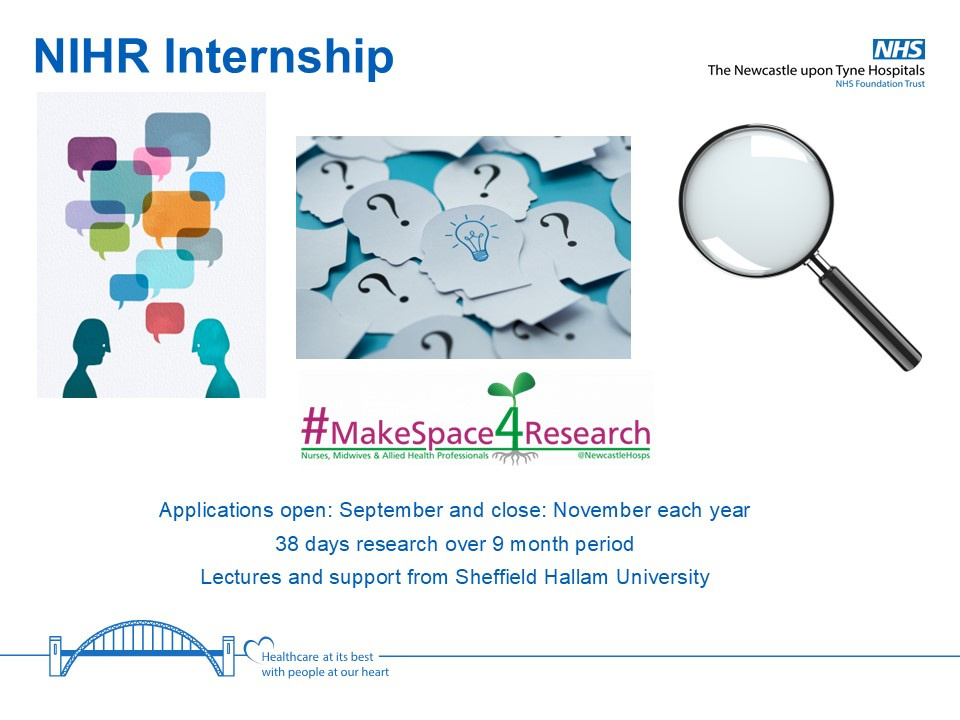 NIHR Internship
NHS
The Newcastle upon Tyne Hospitals
NHS Foundation Trust
? ? ? ? ? ? ?
#MakeSpace4Research
Nurses, Midwives & Allied Health Professionals @NewcastleHosps
Applications open: September and close: November each year
38 days research over 9 month period
Lectures and support from Sheffield Hallam University
Healthcare at its best
with people at our heart